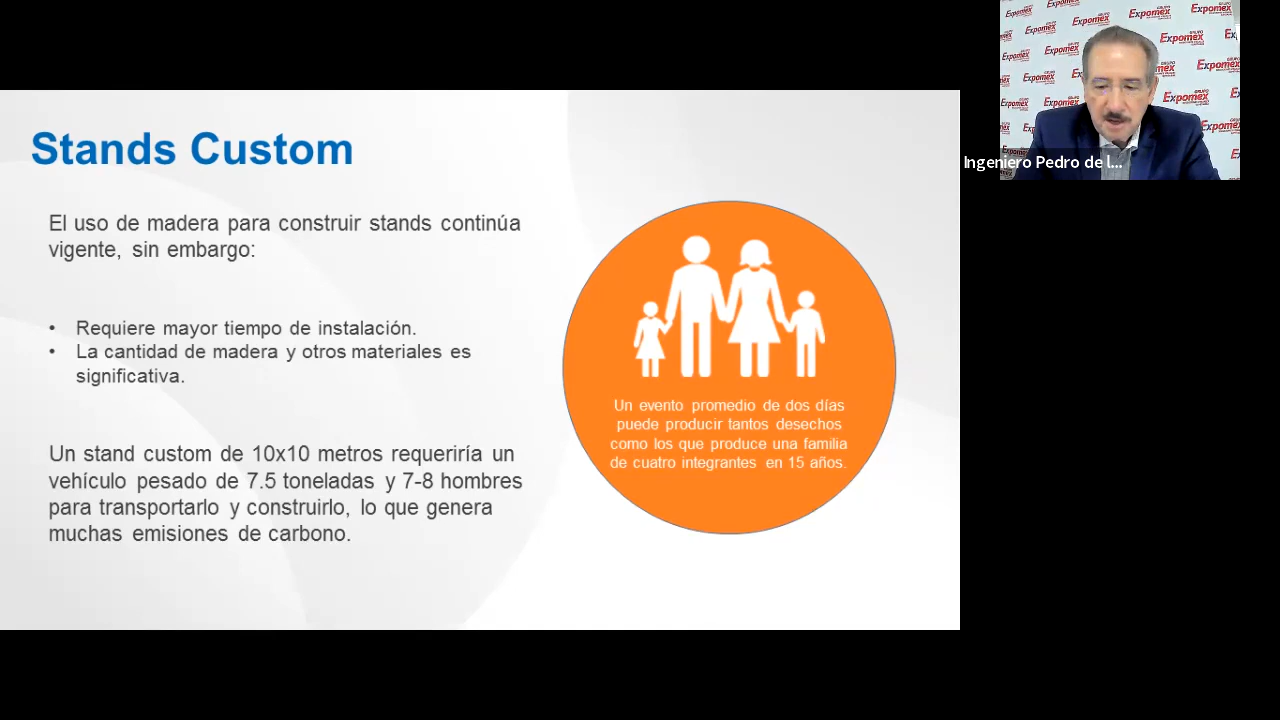 Stands Custom
El uso de madera para construir stands continúa
vigente, sin embargo:
• Requiere mayor tiempo de instalación.
• La cantidad de madera y otros materiales es
significativa.
Un stand custom de 10x10 metros requeriría un
vehículo pesado de 7.5 toneladas y 7-8 hombres
para transportarlo y construirlo, lo que genera
muchas emisiones de carbono.
Un evento promedio de dos días
puede producir tantos desechos
como los que produce una familia
de cuatro integrantes en 15 años.
GRUPO
Expomex
Ingeniero Pedro de l...